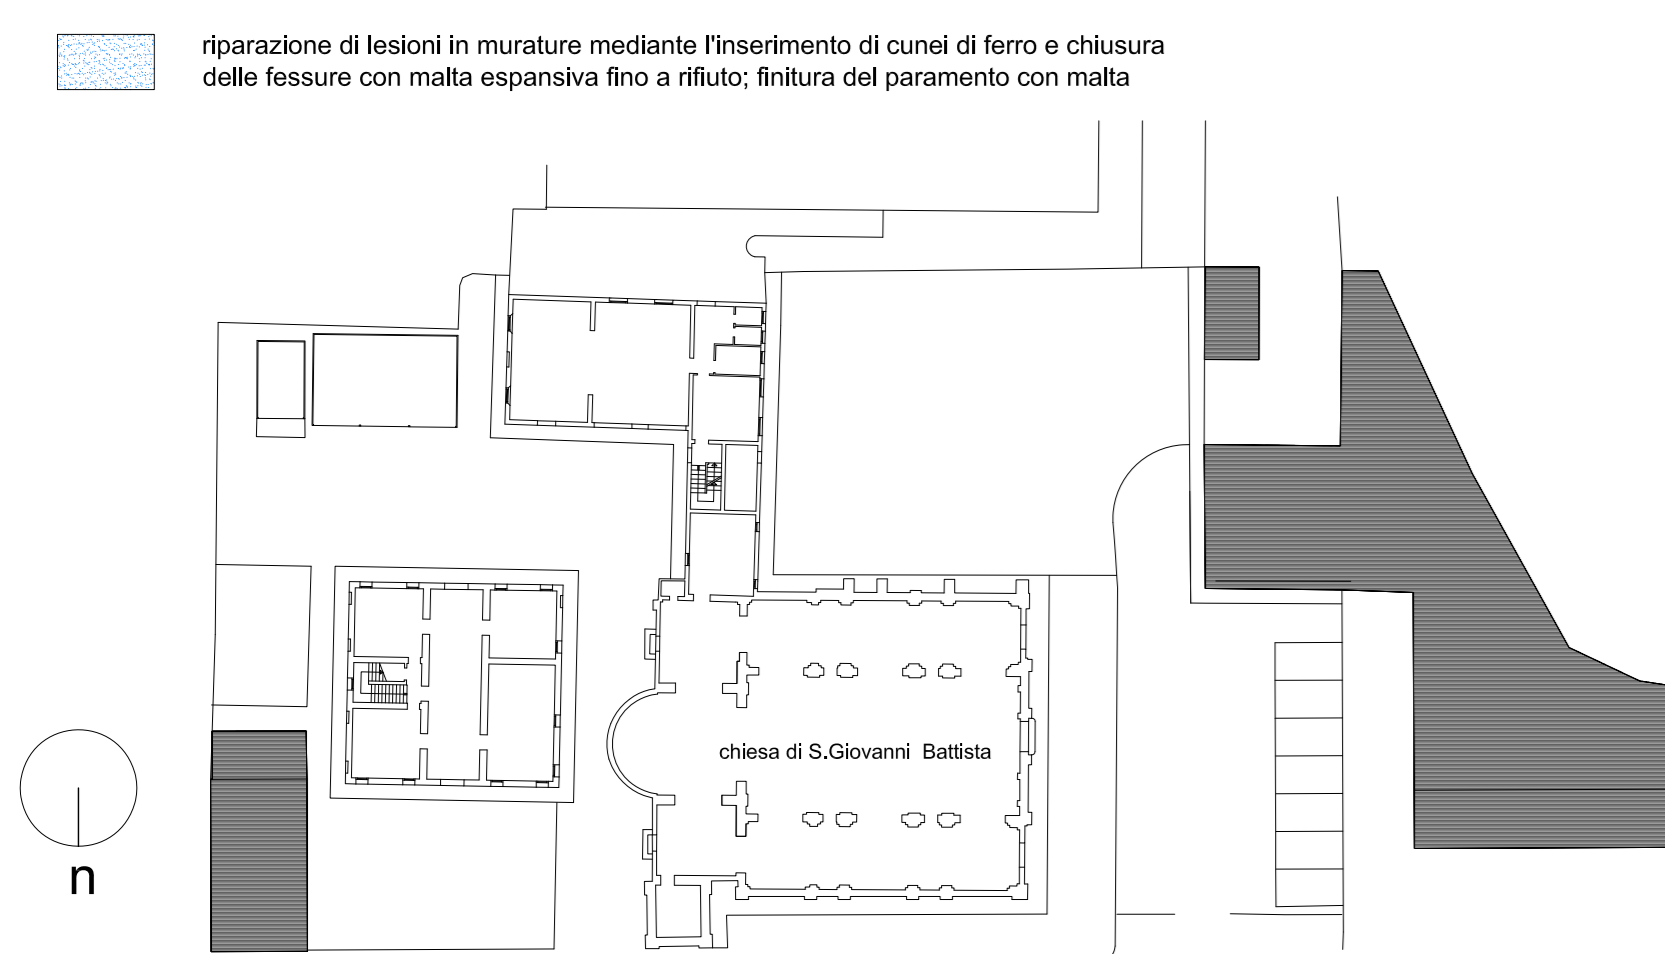 riparazione di lesioni in murature mediante l'inserimento di cunei di ferro e chiusura
delle fessure con malta espansiva fino a rifiuto; finitura del paramento con malta
chiesa di S.Giovanni Battista
n